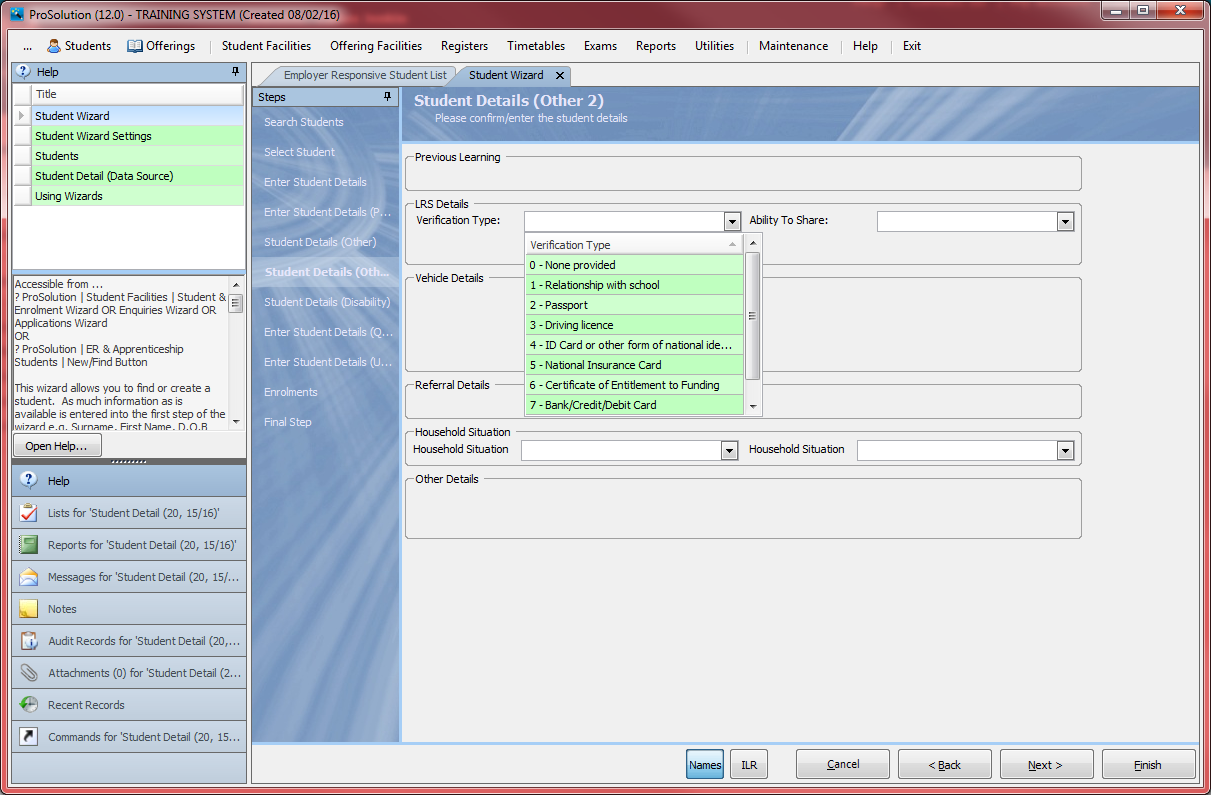 ProSolution (12.0) - TRAINING SYSTEM (Created 08/02/16)
... Students Offerings Student Facilities Offering Facilities Registers Timetables Exams Reports Utilities Maintenance Help Exit
Help
Title
Student Wizard
Student Wizard Settings
Students
Student Detail (Data Source)
Using Wizards
Accessible from ...
? ProSolution | Student Facilities | Student &
Enrolment Wizard OR Enquiries Wizard OR
Applications Wizard
OR
? ProSolution | ER & Apprenticeship
Students | New/Find Button
This wizard allows you to find or create a
student. As much information as is
available is entered into the first step of the
wizard e.g. Surname, First Name, D.O.B
Open Help...
Help
Lists for 'Student Detail (20, 15/16)'
Reports for 'Student Detail (20, 15/16)'
Messages for 'Student Detail (20, 15/...
Notes
Audit Records for 'Student Detail (20,...
Attachments (0) for 'Student Detail (2...
Recent Records
Commands for 'Student Detail (20, 15...
Employer Responsive Student List
Student Wizard
Steps
Search Students
Select Student
Enter Student Details
Enter Student Details (P...
Student Details (Other)
Student Details (Oth...
Student Details (Disability)
Enter Student Details (Q...
Enter Student Details (U...
Enrolments
Final Step
Student Details (Other 2)
Please confirm/enter the student details
Previous Learning
LRS Details
Verification Type:
Ability To Share:
Verification Type
0 - None provided
1 - Relationship with school
2 - Passport
3 - Driving licence
4 - ID Card or other form of national ide...
5 - National Insurance Card
6 - Certificate of Entitlement to Funding
7 - Bank/Credit/Debit Card
Vehicle Details
Referral Details
Household Situation
Household Situation
Household Situation
Other Details
Names
ILR
Cancel
< Back
Next >
Finish